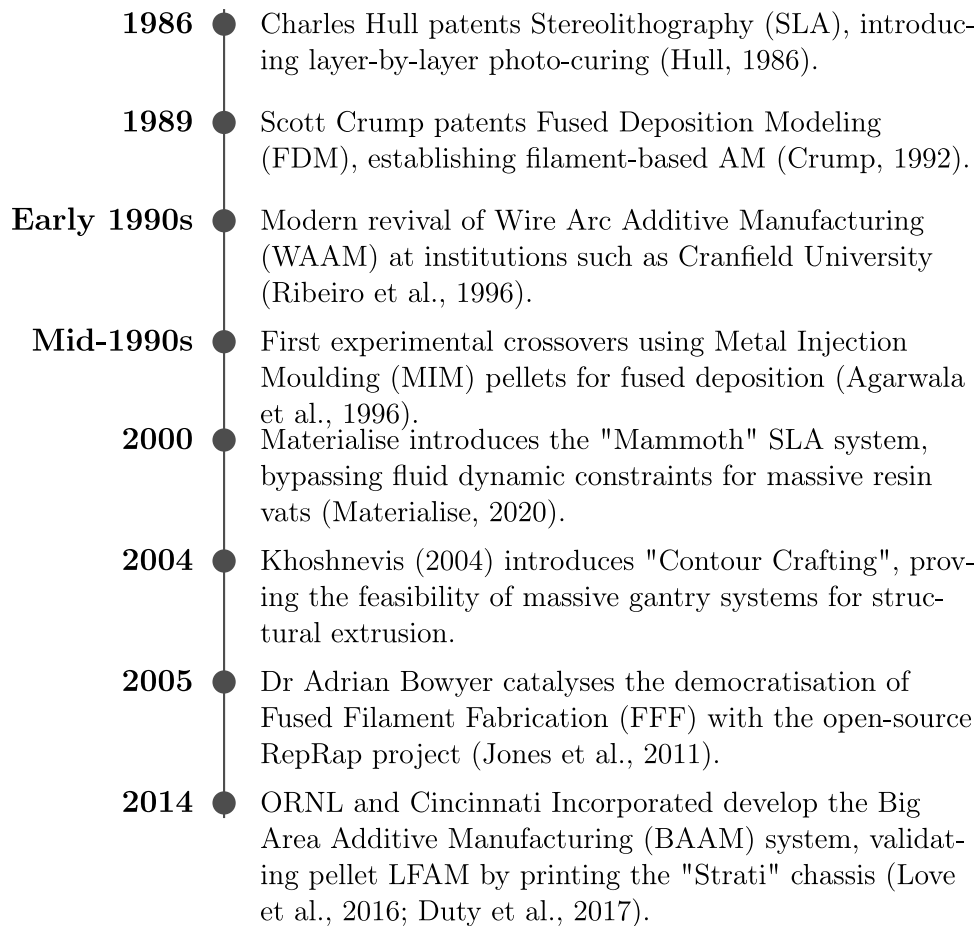 1986 Charles Hull patents Stereolithography (SLA), introduc-
ing layer-by-layer photo-curing (Hull, 1986).
1989 Scott Crump patents Fused Deposition Modeling
(FDM), establishing filament-based AM (Crump, 1992).
Early 1990s Modern revival of Wire Arc Additive Manufacturing
(WAAM) at institutions such as Cranfield University
(Ribeiro et al., 1996).
Mid-1990s First experimental crossovers using Metal Injection
Moulding (MIM) pellets for fused deposition (Agarwala
et al., 1996).
2000 Materialise introduces the "Mammoth" SLA system,
bypassing fluid dynamic constraints for massive resin
vats (Materialise, 2020).
2004 Khoshnevis (2004) introduces "Contour Crafting", prov-
ing the feasibility of massive gantry systems for struc-
tural extrusion.
2005 Dr Adrian Bowyer catalyses the democratisation of
Fused Filament Fabrication (FFF) with the open-source
RepRap project (Jones et al., 2011).
2014 ORNL and Cincinnati Incorporated develop the Big
Area Additive Manufacturing (BAAM) system, validat-
ing pellet LFAM by printing the "Strati" chassis (Love
et al., 2016; Duty et al., 2017).